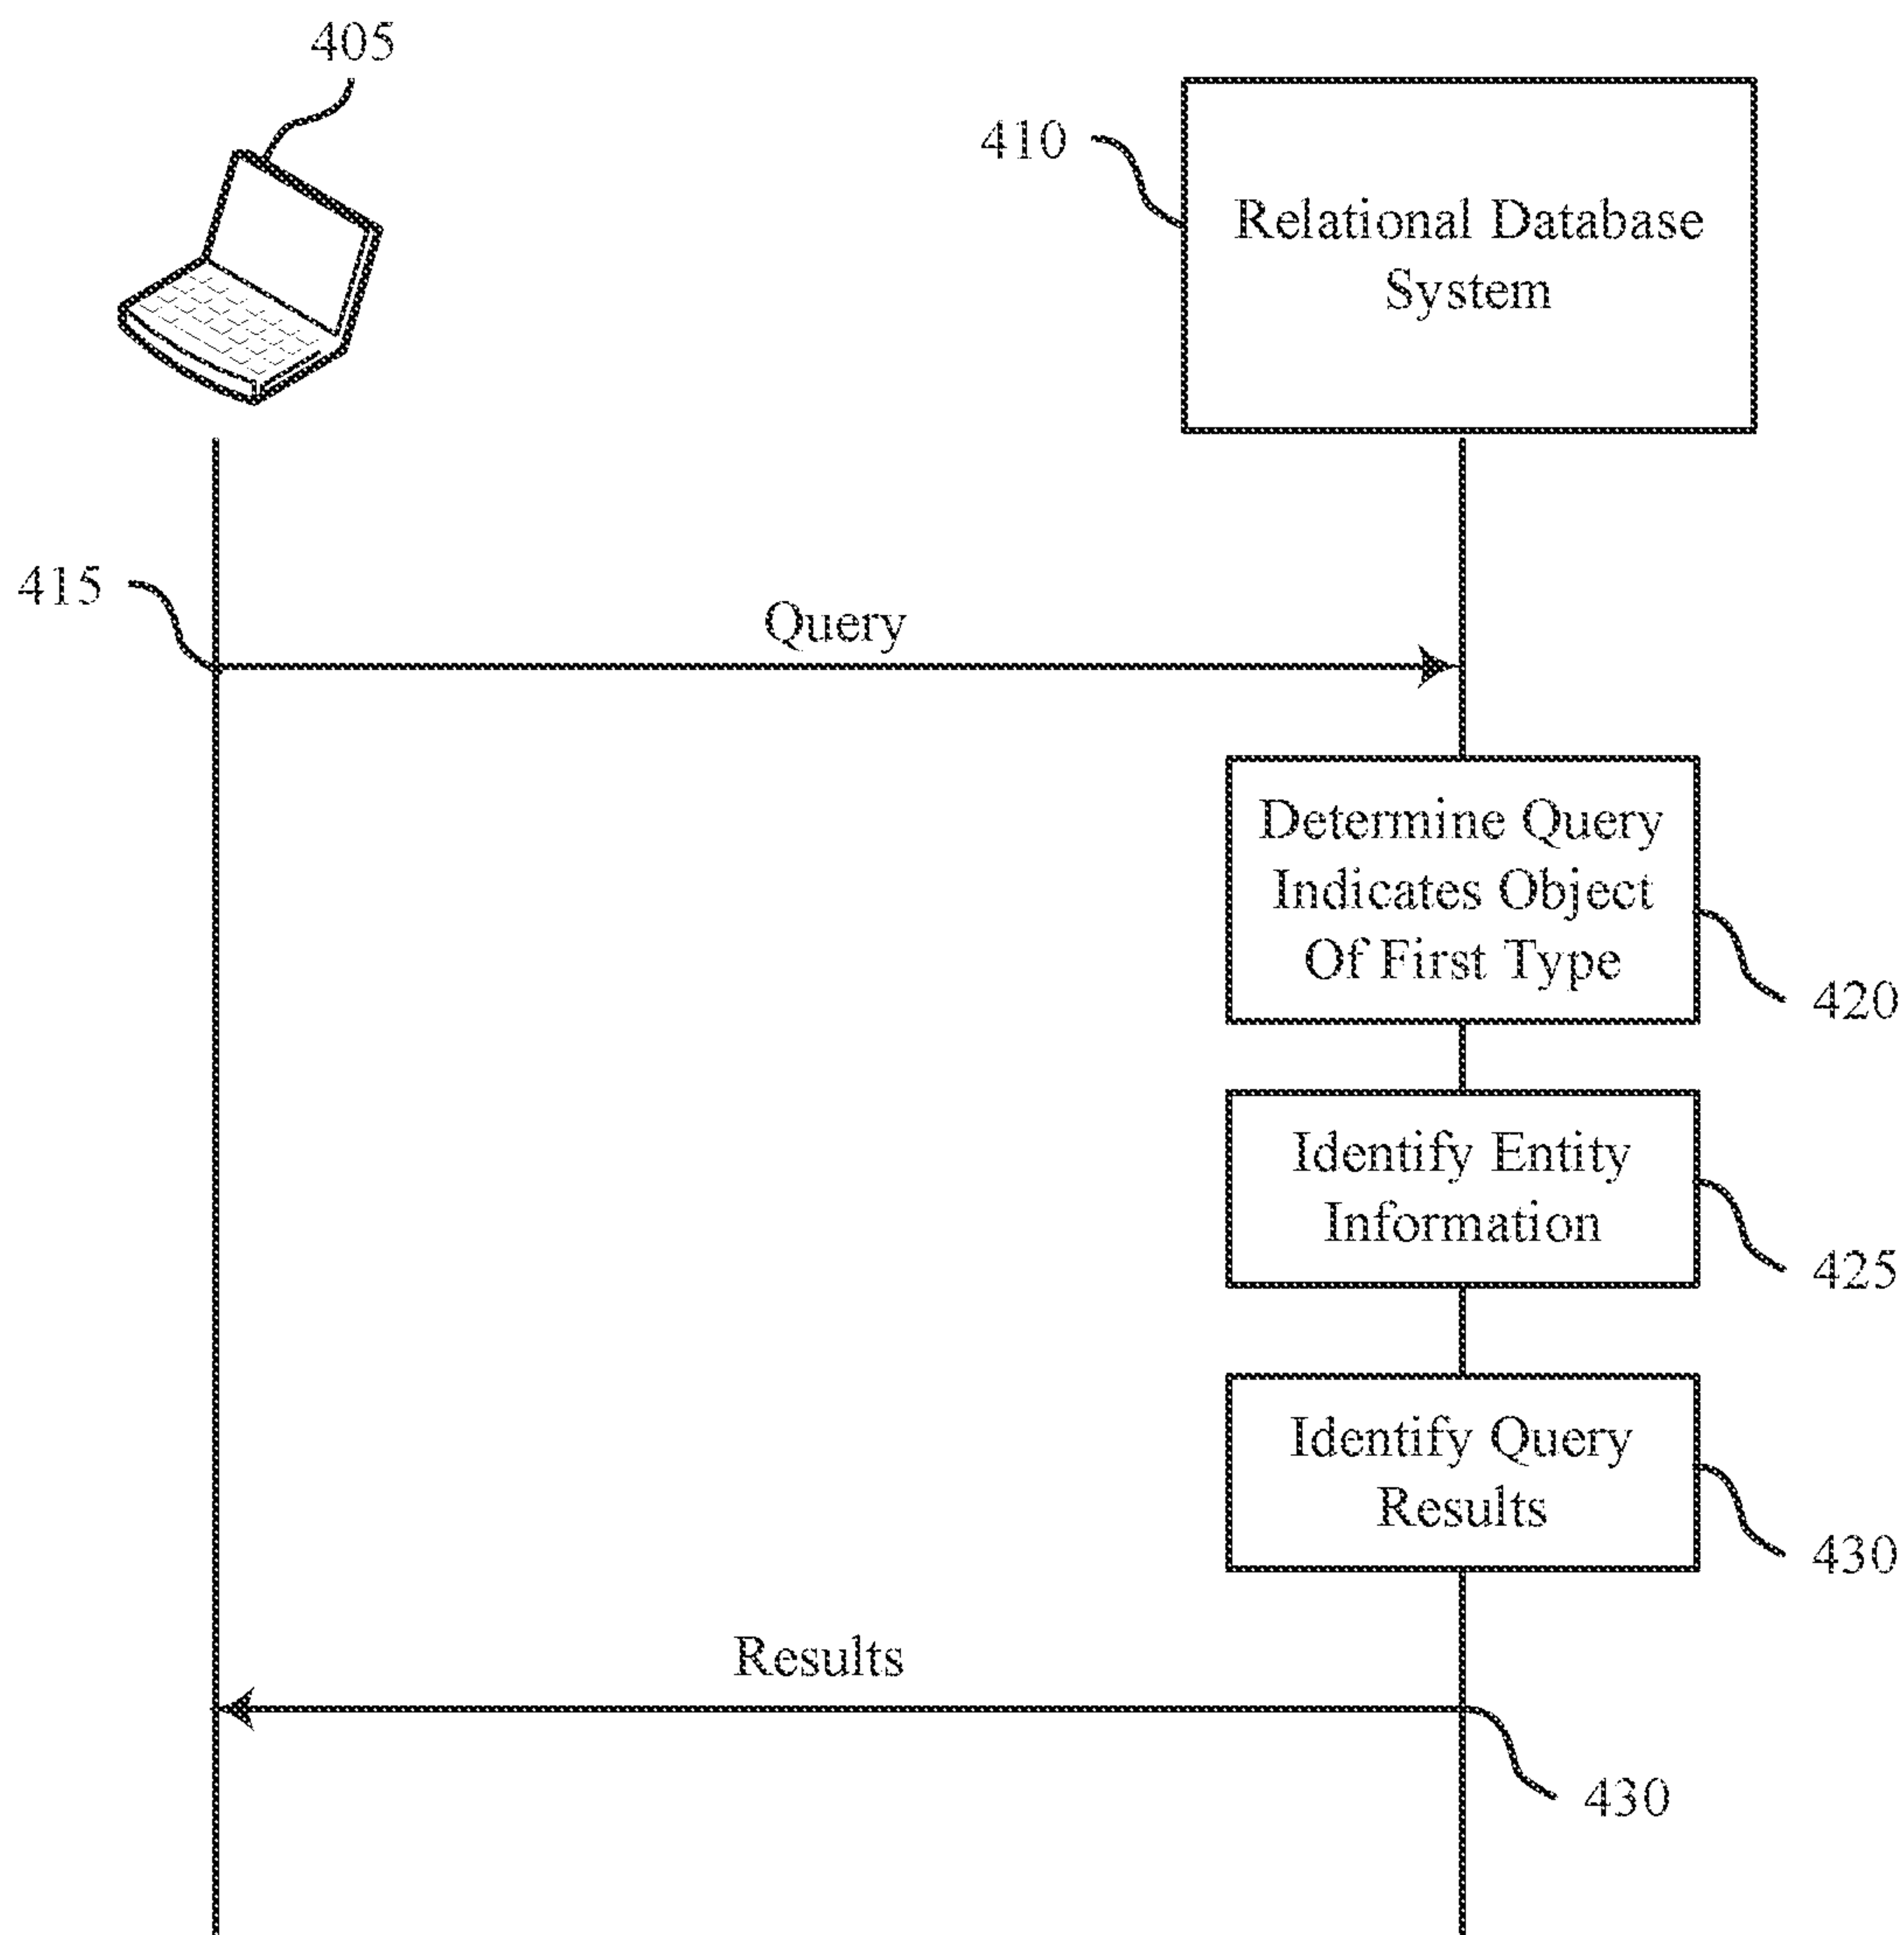 405
410
Relational Database
System
415
Query
Determine Query
Indicates Object
Of First Type
420
Identify Entity
Information
425
Identify Query
Results
430
Results
430